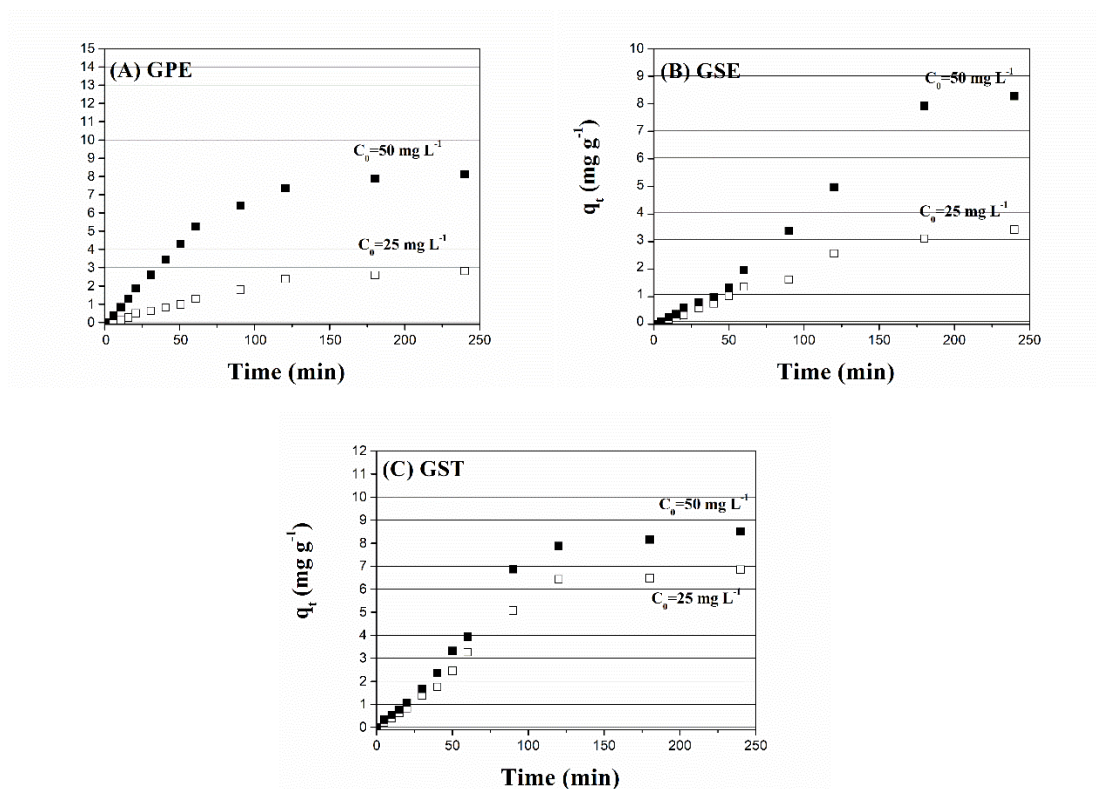 (A) GPE
15
14
13
12
11
10
9
8
7
6
5
4
3
2
1
0
C₀=50 mg L⁻¹
C₀=25 mg L⁻¹
0 50 100 150 200 250
Time (min)
(B) GSE
qₜ (mg g⁻¹)
10
9
8
7
6
5
4
3
2
1
0
C₀=50 mg L⁻¹
C₀=25 mg L⁻¹
0 50 100 150 200 250
Time (min)
(C) GST
qₜ (mg g⁻¹)
12
11
10
9
8
7
6
5
4
3
2
1
0
C₀=50 mg L⁻¹
C₀=25 mg L⁻¹
0 50 100 150 200 250
Time (min)